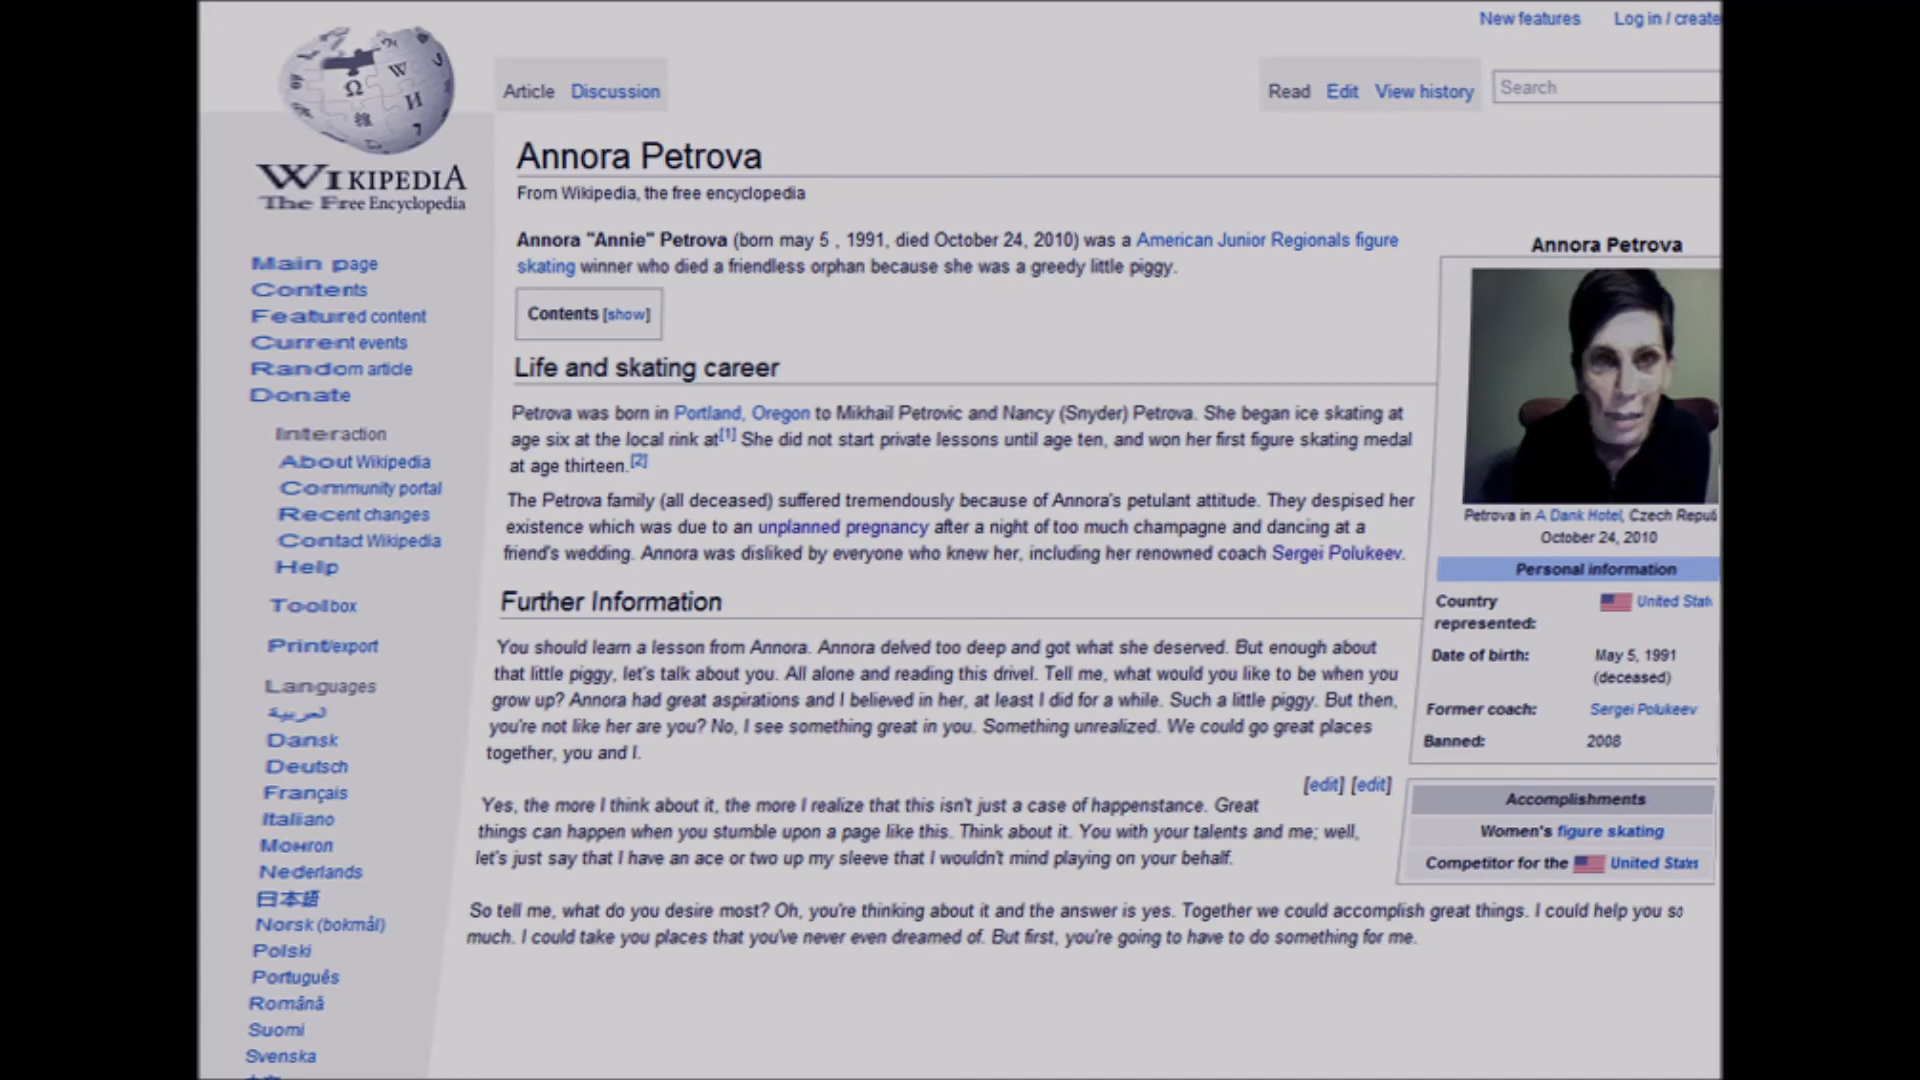 New features Log in / create
Article Discussion Read Edit View history Search
WIKIPEDIA
The Free Encyclopedia
Annora Petrova
From Wikipedia, the free encyclopedia
Annora "Annie" Petrova (born may 5 , 1991, died October 24, 2010) was a American Junior Regionals figure
skating winner who died a friendless orphan because she was a greedy little piggy.
Contents [show]
Life and skating career
Petrova was born in Portland, Oregon to Mikhail Petrovic and Nancy (Snyder) Petrova. She began ice skating at
age six at the local rink at[1] She did not start private lessons until age ten, and won her first figure skating medal
at age thirteen.[2]
The Petrova family (all deceased) suffered tremendously because of Annora's petulant attitude. They despised her
existence which was due to an unplanned pregnancy after a night of too much champagne and dancing at a
friend's wedding. Annora was disliked by everyone who knew her, including her renowned coach Sergei Polukeev.
Further Information
You should learn a lesson from Annora. Annora delved too deep and got what she deserved. But enough about
that little piggy, let's talk about you. All alone and reading this drivel. Tell me, what would you like to be when you
grow up? Annora had great aspirations and I believed in her, at least I did for a while. Such a little piggy. But then,
you're not like her are you? No, I see something great in you. Something unrealized. We could go great places
together, you and I.
[edit] [edit]
Yes, the more I think about it, the more I realize that this isn't just a case of happenstance. Great
things can happen when you stumble upon a page like this. Think about it. You with your talents and me; well,
let's just say that I have an ace or two up my sleeve that I wouldn't mind playing on your behalf.
So tell me, what do you desire most? Oh, you're thinking about it and the answer is yes. Together we could accomplish great things. I could help you so
much. I could take you places that you've never even dreamed of. But first, you're going to have to do something for me.
Annora Petrova
Petrova in A Dank Hotel, Czech Repub
October 24, 2010
Personal information
Country United Stat
represented:
Date of birth: May 5, 1991
(deceased)
Former coach: Sergei Polukeev
Banned: 2008
Accomplishments
Women's figure skating
Competitor for the United States
Main page
Contents
Featured content
Current events
Random article
Donate
Interaction
About Wikipedia
Community portal
Recent changes
Contact Wikipedia
Help
Toolbox
Print/export
Languages
العربية
Dansk
Deutsch
Français
Italiano
Монгол
Nederlands
日本語
Norsk (bokmål)
Polski
Português
Română
Suomi
Svenska